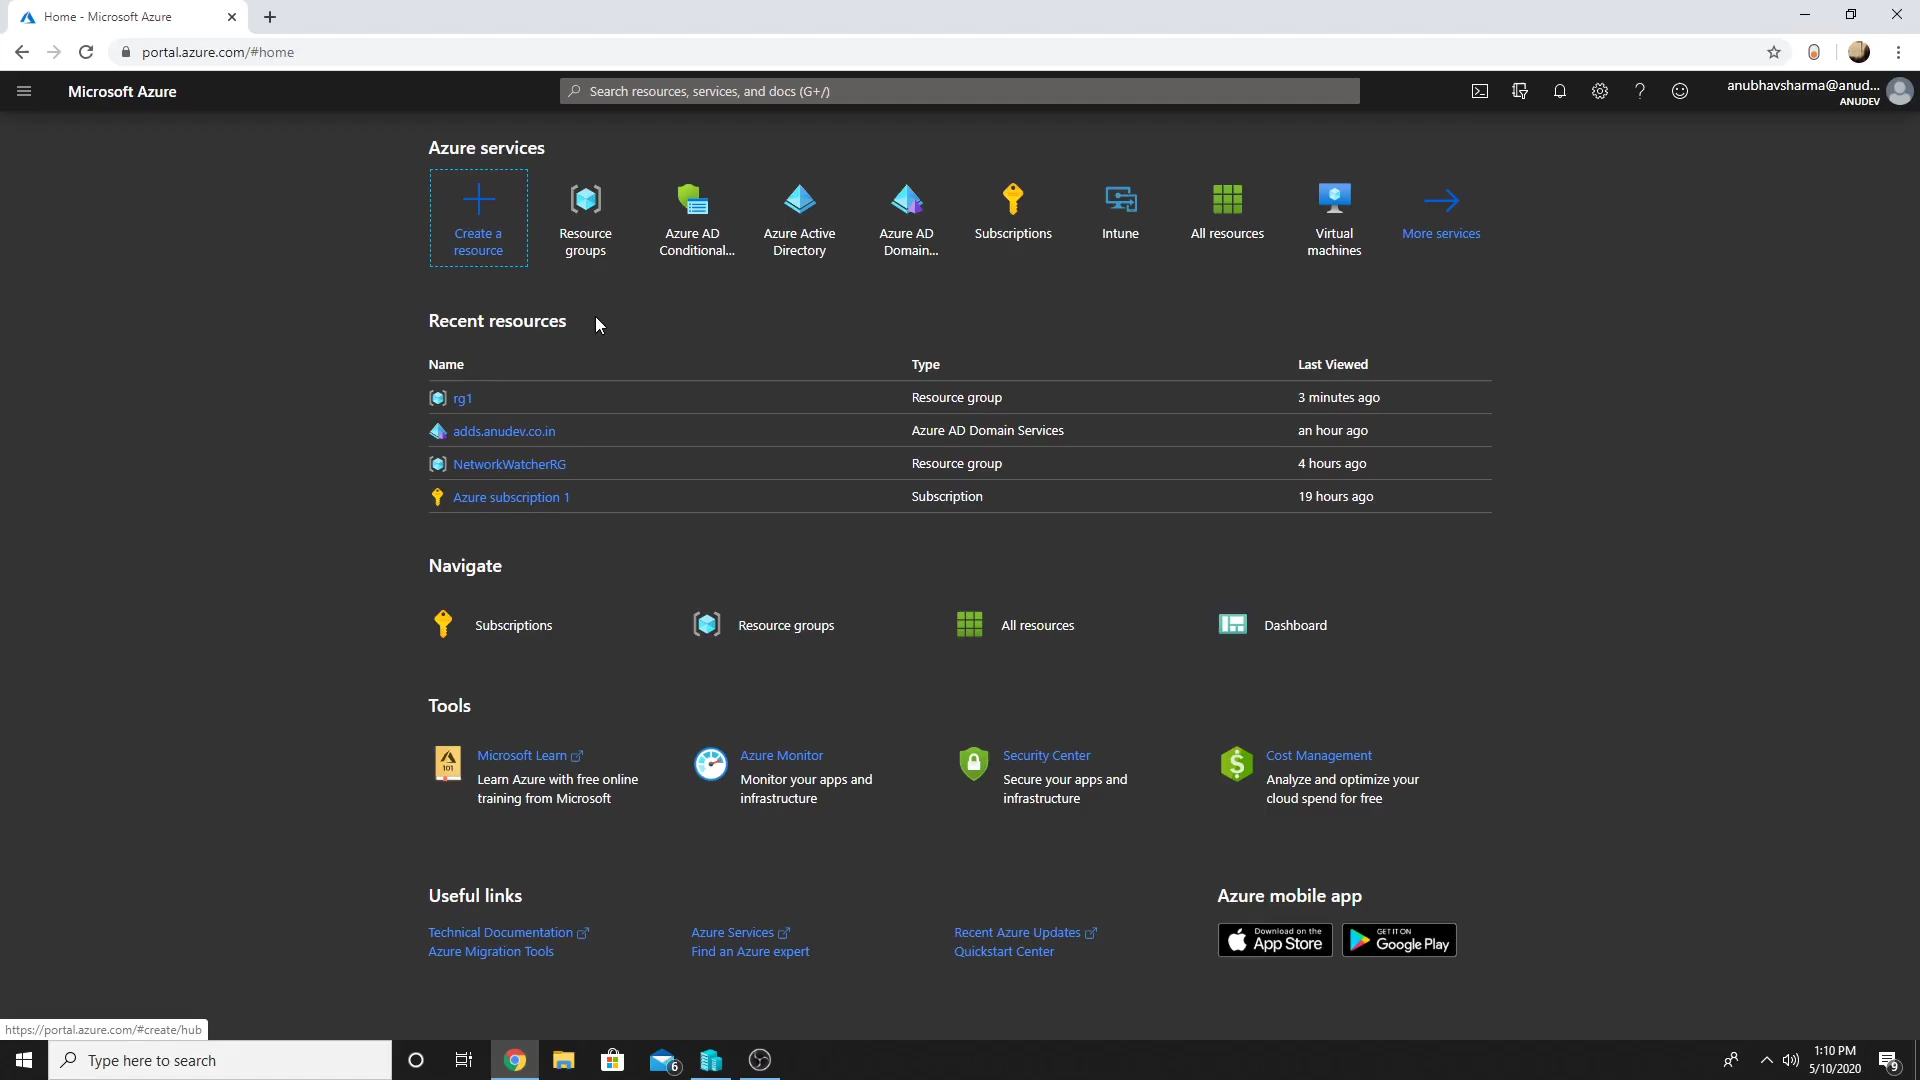 Home - Microsoft Azure
portal.azure.com/#home
Microsoft Azure
Search resources, services, and docs (G+/)
anubhavsharma@anud...
ANUDEV
Azure services
Create a resource
Resource groups
Azure AD Conditional...
Azure Active Directory
Azure AD Domain...
Subscriptions
Intune
All resources
Virtual machines
More services
Recent resources
Name Type Last Viewed
rg1 Resource group 3 minutes ago
adds.anudev.co.in Azure AD Domain Services an hour ago
NetworkWatcherRG Resource group 4 hours ago
Azure subscription 1 Subscription 19 hours ago
Navigate
Subscriptions Resource groups All resources Dashboard
Tools
101
Microsoft Learn
Learn Azure with free online
training from Microsoft
Azure Monitor
Monitor your apps and
infrastructure
Security Center
Secure your apps and
infrastructure
Cost Management
Analyze and optimize your
cloud spend for free
Useful links
Technical Documentation
Azure Migration Tools
Azure Services
Find an Azure expert
Recent Azure Updates
Quickstart Center
Azure mobile app
Download on the
App Store
GET IT ON
Google Play
https://portal.azure.com/#create/hub
Type here to search
6
1:10 PM
5/10/2020
9